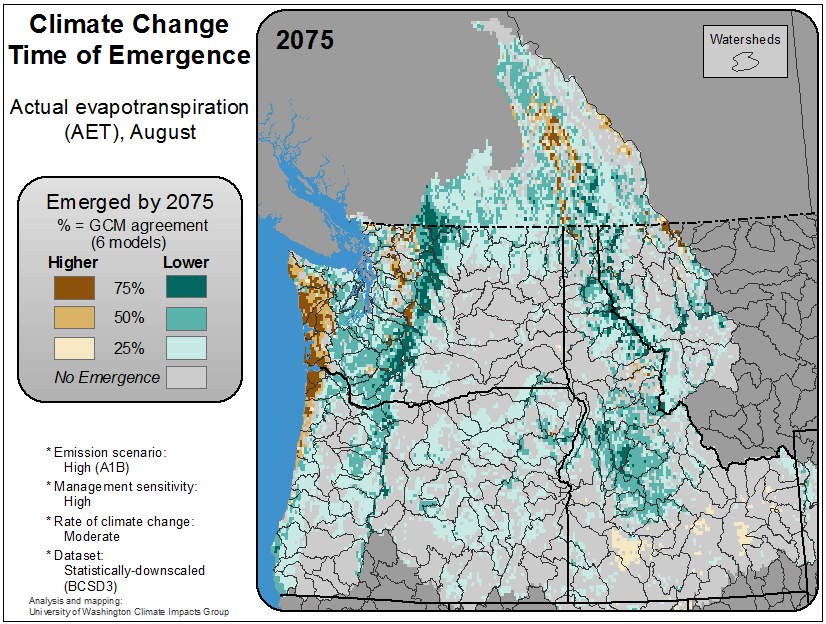 Climate Change
Time of Emergence
Actual evapotranspiration
(AET), August
Emerged by 2075
% = GCM agreement
(6 models)
Higher Lower
75%
50%
25%
No Emergence
* Emission scenario:
High (A1B)
* Management sensitivity:
High
* Rate of climate change:
Moderate
* Dataset:
Statistically-downscaled
(BCSD3)
Analysis and mapping:
University of Washington Climate Impacts Group
2075
Watersheds